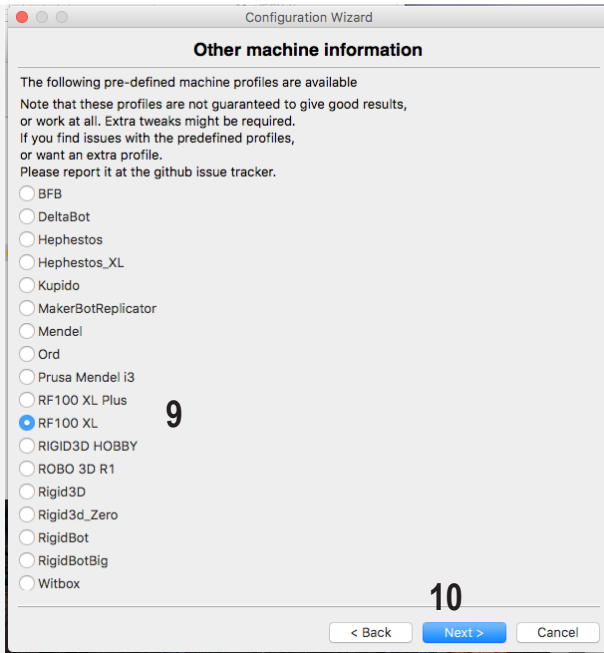 Configuration Wizard
Other machine information
The following pre-defined machine profiles are available
Note that these profiles are not guaranteed to give good results,
or work at all. Extra tweaks might be required.
If you find issues with the predefined profiles,
or want an extra profile.
Please report it at the github issue tracker.
BFB
DeltaBot
Hephestos
Hephestos_XL
Kupido
MakerBotReplicator
Mendel
Ord
Prusa Mendel i3
RF100 XL Plus
RF100 XL 9
RIGID3D HOBBY
ROBO 3D R1
Rigid3D
Rigid3d_Zero
RigidBot
RigidBotBig
Witbox
10
< Back Next > Cancel